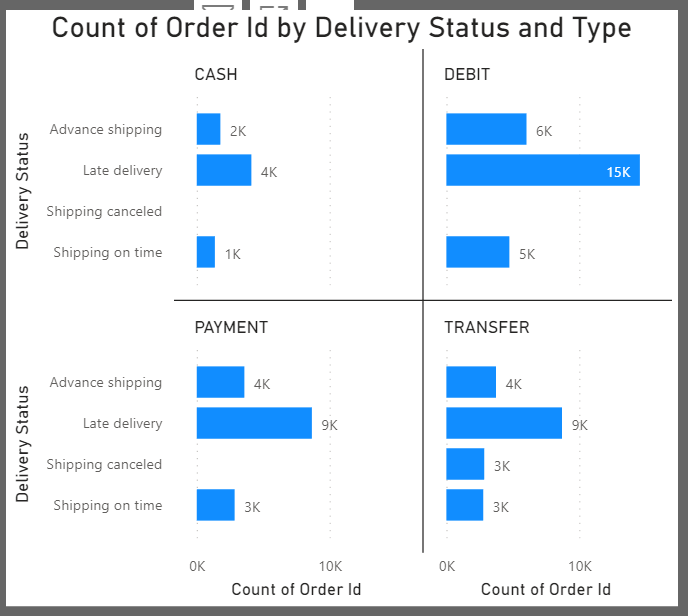 Count of Order Id by Delivery Status and Type
CASH
DEBIT
Delivery Status
Advance shipping
2K
6K
Late delivery
4K
15K
Shipping canceled
Shipping on time
1K
5K
PAYMENT
TRANSFER
Delivery Status
Advance shipping
4K
4K
Late delivery
9K
9K
Shipping canceled
3K
Shipping on time
3K
3K
0K
10K
0K
10K
Count of Order Id
Count of Order Id